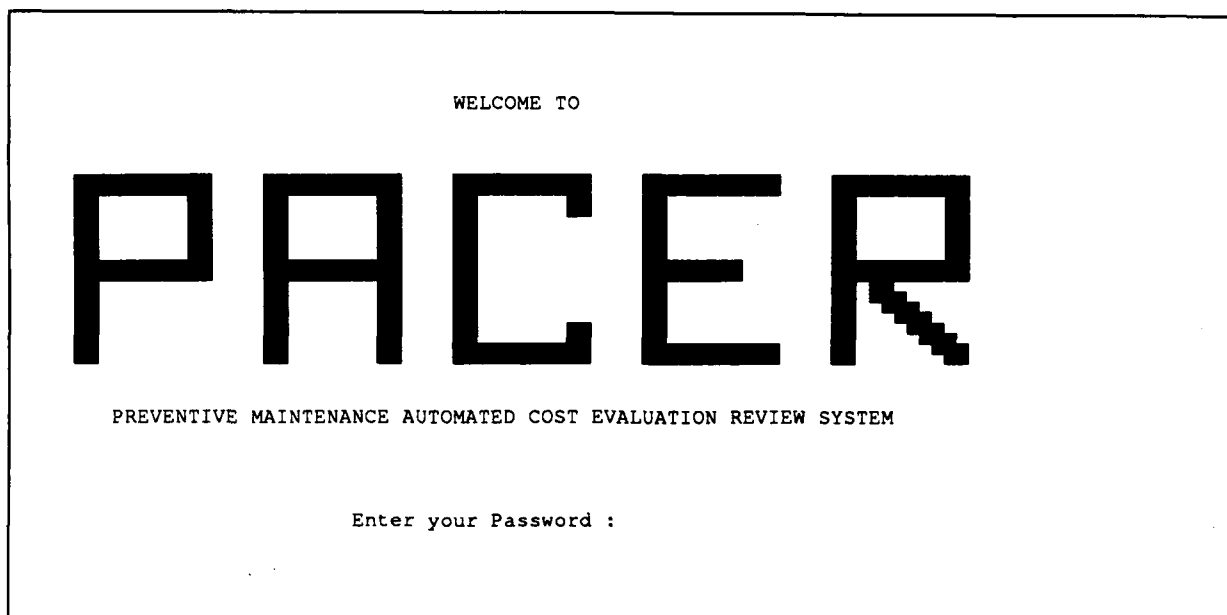 WELCOME TO
PACER
PREVENTIVE MAINTENANCE AUTOMATED COST EVALUATION REVIEW SYSTEM
Enter your Password :